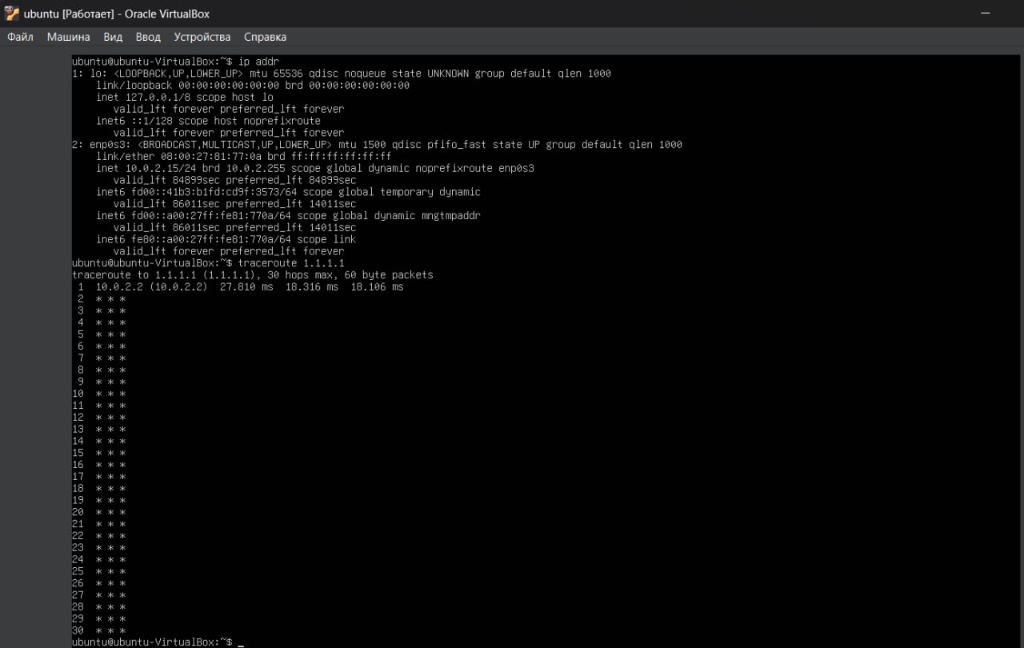 ubuntu [Работает] - Oracle VirtualBox
Файл Машина Вид Ввод Устройства Справка
ubuntu@ubuntu-VirtualBox:~$ ip addr
1: lo: <LOOPBACK,UP,LOWER_UP> mtu 65536 qdisc noqueue state UNKNOWN group default qlen 1000
    link/loopback 00:00:00:00:00:00 brd 00:00:00:00:00:00
    inet 127.0.0.1/8 scope host lo
       valid_lft forever preferred_lft forever
    inet6 ::1/128 scope host noprefixroute
       valid_lft forever preferred_lft forever
2: enp0s3: <BROADCAST,MULTICAST,UP,LOWER_UP> mtu 1500 qdisc pfifo_fast state UP group default qlen 1000
    link/ether 08:00:27:81:77:0a brd ff:ff:ff:ff:ff:ff
    inet 10.0.2.15/24 brd 10.0.2.255 scope global dynamic noprefixroute enp0s3
       valid_lft 84899sec preferred_lft 84899sec
    inet6 fd00::41b3:b1fd:cd9f:3573/64 scope global temporary dynamic
       valid_lft 86011sec preferred_lft 14011sec
    inet6 fd00::a00:27ff:fe81:770a/64 scope global dynamic mngtmpaddr
       valid_lft 86011sec preferred_lft 14011sec
    inet6 fe80::a00:27ff:fe81:770a/64 scope link
       valid_lft forever preferred_lft forever
ubuntu@ubuntu-VirtualBox:~$ traceroute 1.1.1.1
traceroute to 1.1.1.1 (1.1.1.1), 30 hops max, 60 byte packets
 1  10.0.2.2 (10.0.2.2)  27.810 ms  18.316 ms  18.106 ms
 2  * * *
 3  * * *
 4  * * *
 5  * * *
 6  * * *
 7  * * *
 8  * * *
 9  * * *
10  * * *
11  * * *
12  * * *
13  * * *
14  * * *
15  * * *
16  * * *
17  * * *
18  * * *
19  * * *
20  * * *
21  * * *
22  * * *
23  * * *
24  * * *
25  * * *
26  * * *
27  * * *
28  * * *
29  * * *
30  * * *
ubuntu@ubuntu-VirtualBox:~$ _